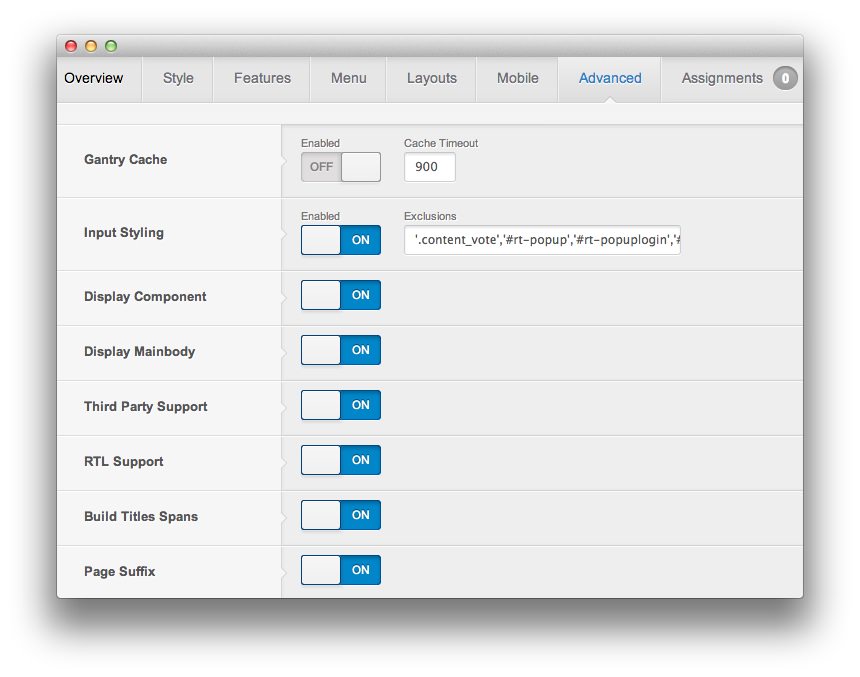 Overview Style Features Menu Layouts Mobile Advanced Assignments 0
Enabled Cache Timeout
Gantry Cache OFF 900
Enabled Exclusions
Input Styling ON '.content_vote','#rt-popup','#rt-popuplogin','#
Display Component ON
Display Mainbody ON
Third Party Support ON
RTL Support ON
Build Titles Spans ON
Page Suffix ON